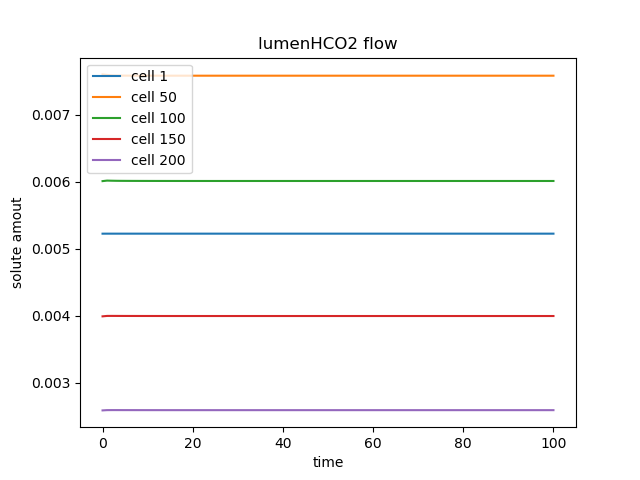 lumenHCO2 flow
cell 1
cell 50
cell 100
cell 150
cell 200
0.007
0.006
0.005
0.004
0.003
solute amout
0 20 40 60 80 100
time